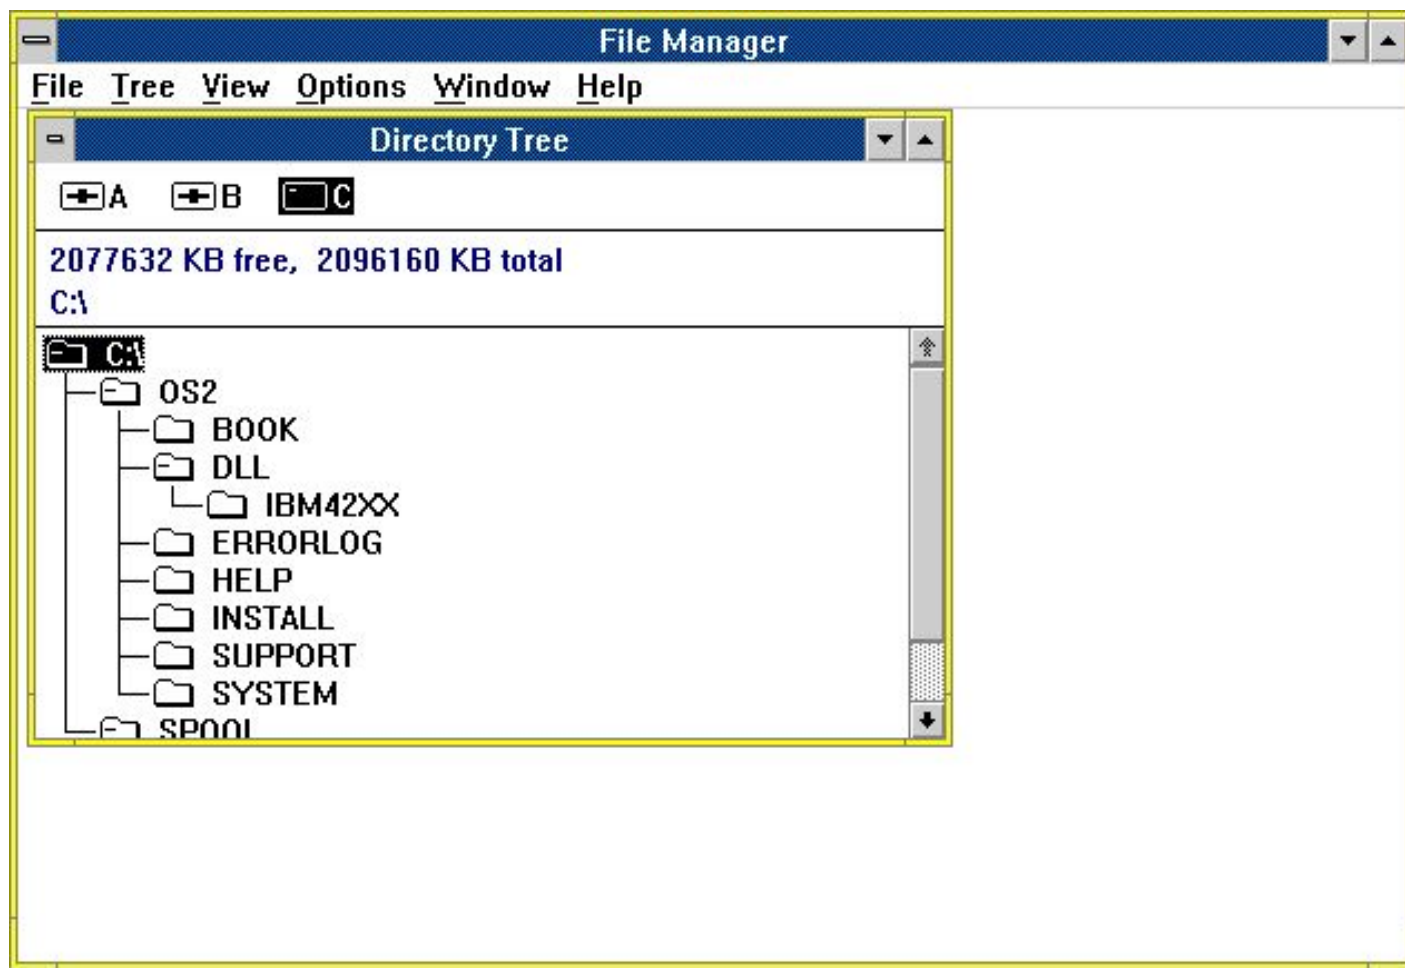 File Manager
File Tree View Options Window Help
Directory Tree
A B C
2077632 KB free, 2096160 KB total
C:\
C:\
OS2
BOOK
DLL
IBM42XX
ERRORLOG
HELP
INSTALL
SUPPORT
SYSTEM
SPOOL